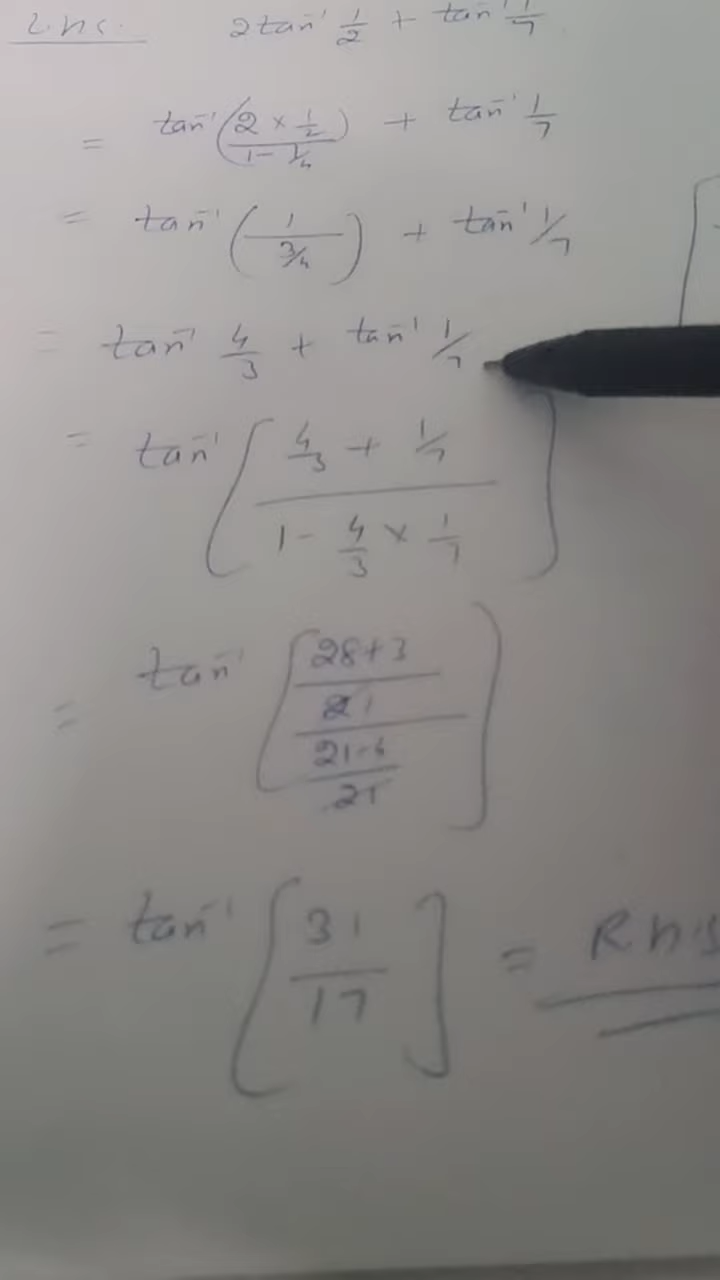 L.h.s. 2tan⁻¹ 1/2 + tan⁻¹ 1/7
= tan⁻¹ (2 × 1/2 / 1 - 1/4) + tan⁻¹ 1/7
= tan⁻¹ (1 / 3/4) + tan⁻¹ 1/7
= tan⁻¹ 4/3 + tan⁻¹ 1/7
= tan⁻¹ [4/3 + 1/7 / 1 - 4/3 × 1/7]
= tan⁻¹ [28+3 / 21 / 21-4 / 21]
= tan⁻¹ [31 / 17] = R.h.s